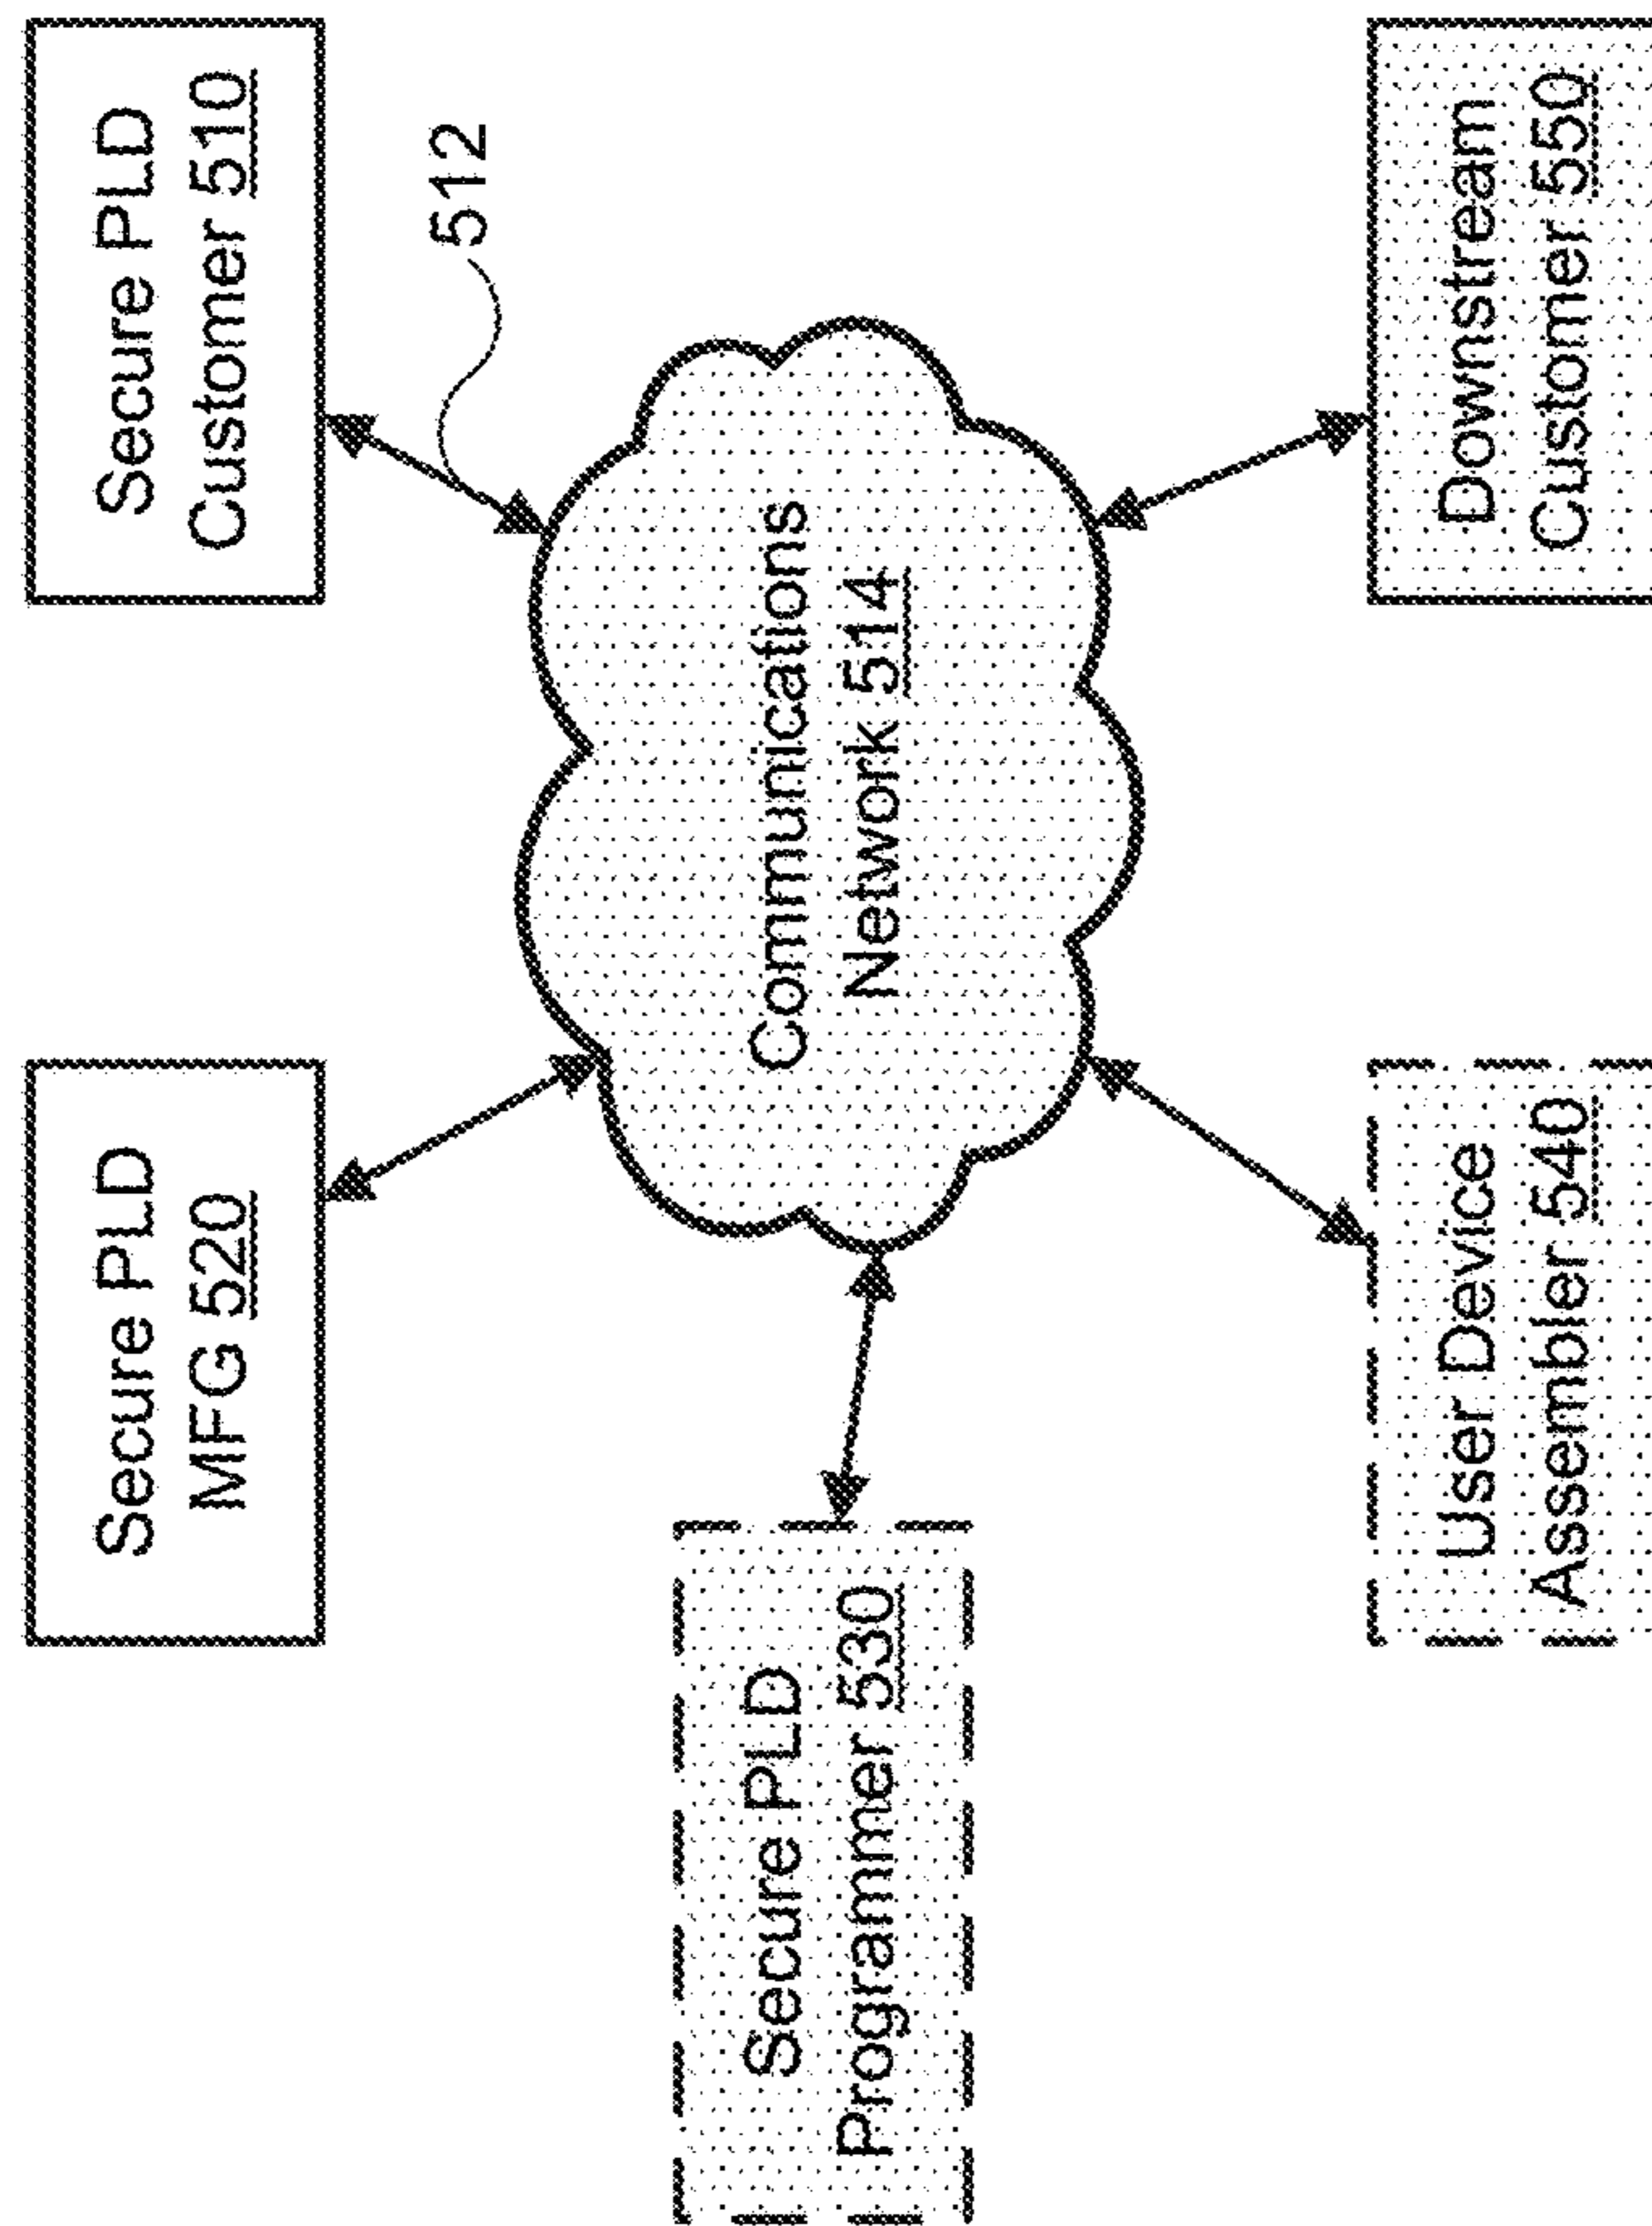 Secure PLD
MFG 520
Secure PLD
Customer 510
512
Secure PLD
Programmer 530
Communications
Network 514
User Device
Assembler 540
Downstream
Customer 550